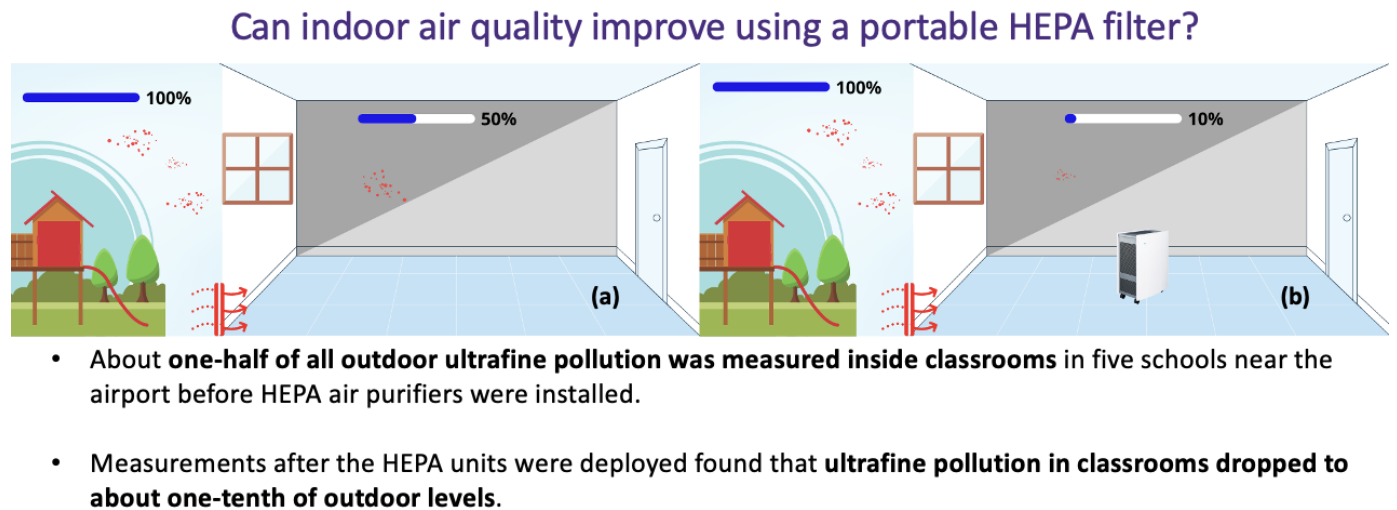 Can indoor air quality improve using a portable HEPA filter?
100%
50%
(a)
100%
10%
(b)
• About one-half of all outdoor ultrafine pollution was measured inside classrooms in five schools near the
airport before HEPA air purifiers were installed.
• Measurements after the HEPA units were deployed found that ultrafine pollution in classrooms dropped to
about one-tenth of outdoor levels.